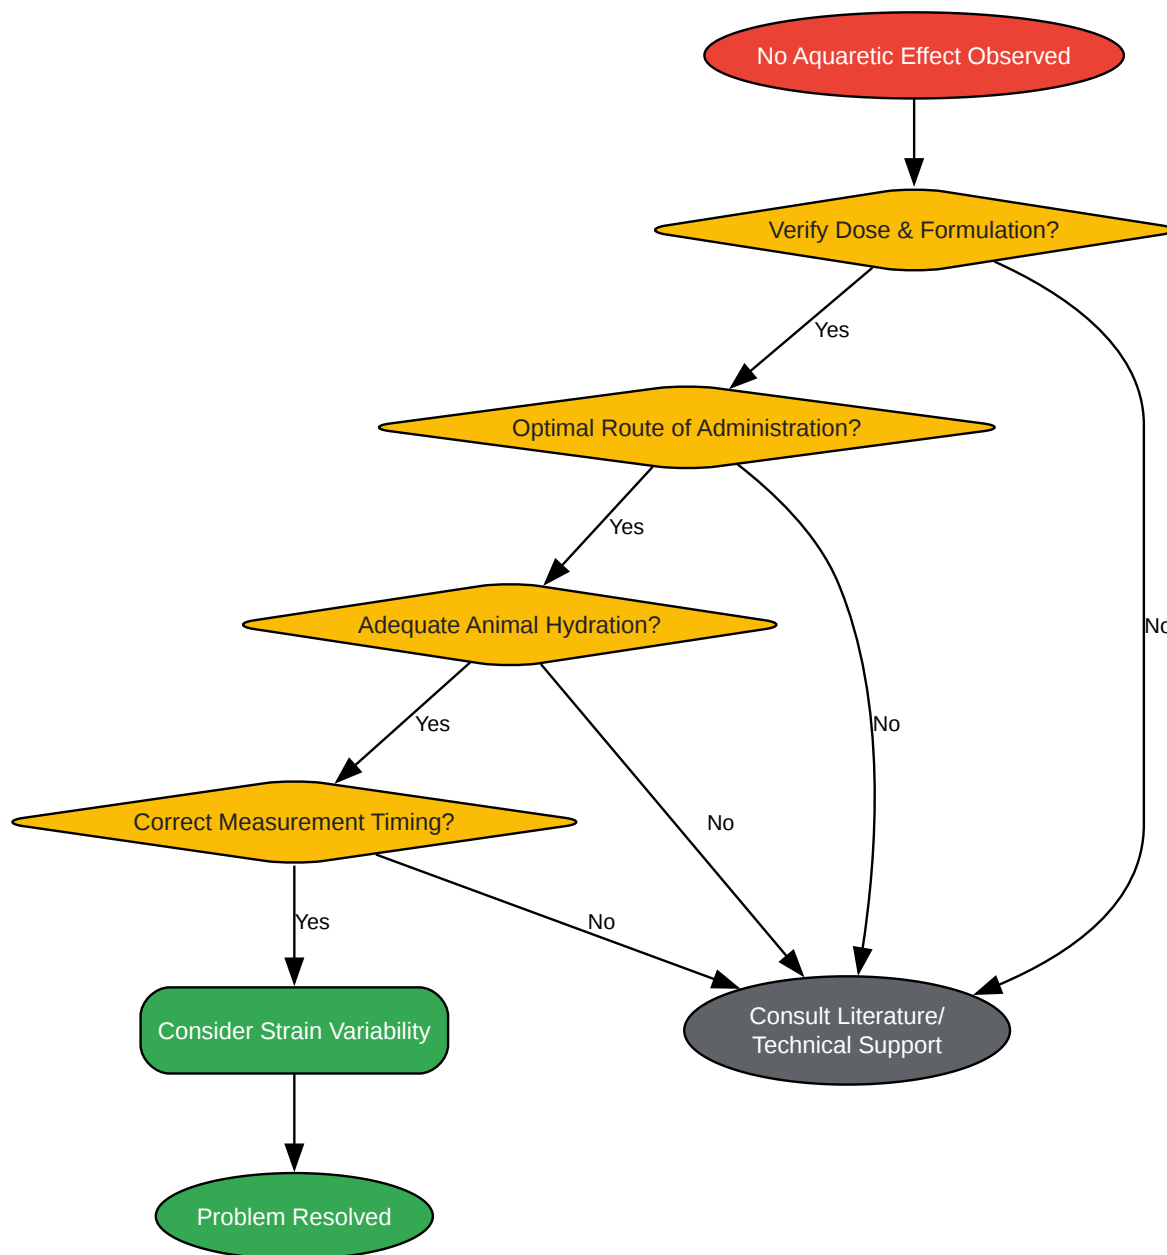 No Aquaretic Effect Observed
Verify Dose & Formulation?
Yes
Optimal Route of Administration?
Yes
Adequate Animal Hydration?
No
Yes
No
Correct Measurement Timing?
No
Yes
No
Consider Strain Variability
Consult Literature/
Technical Support
Problem Resolved